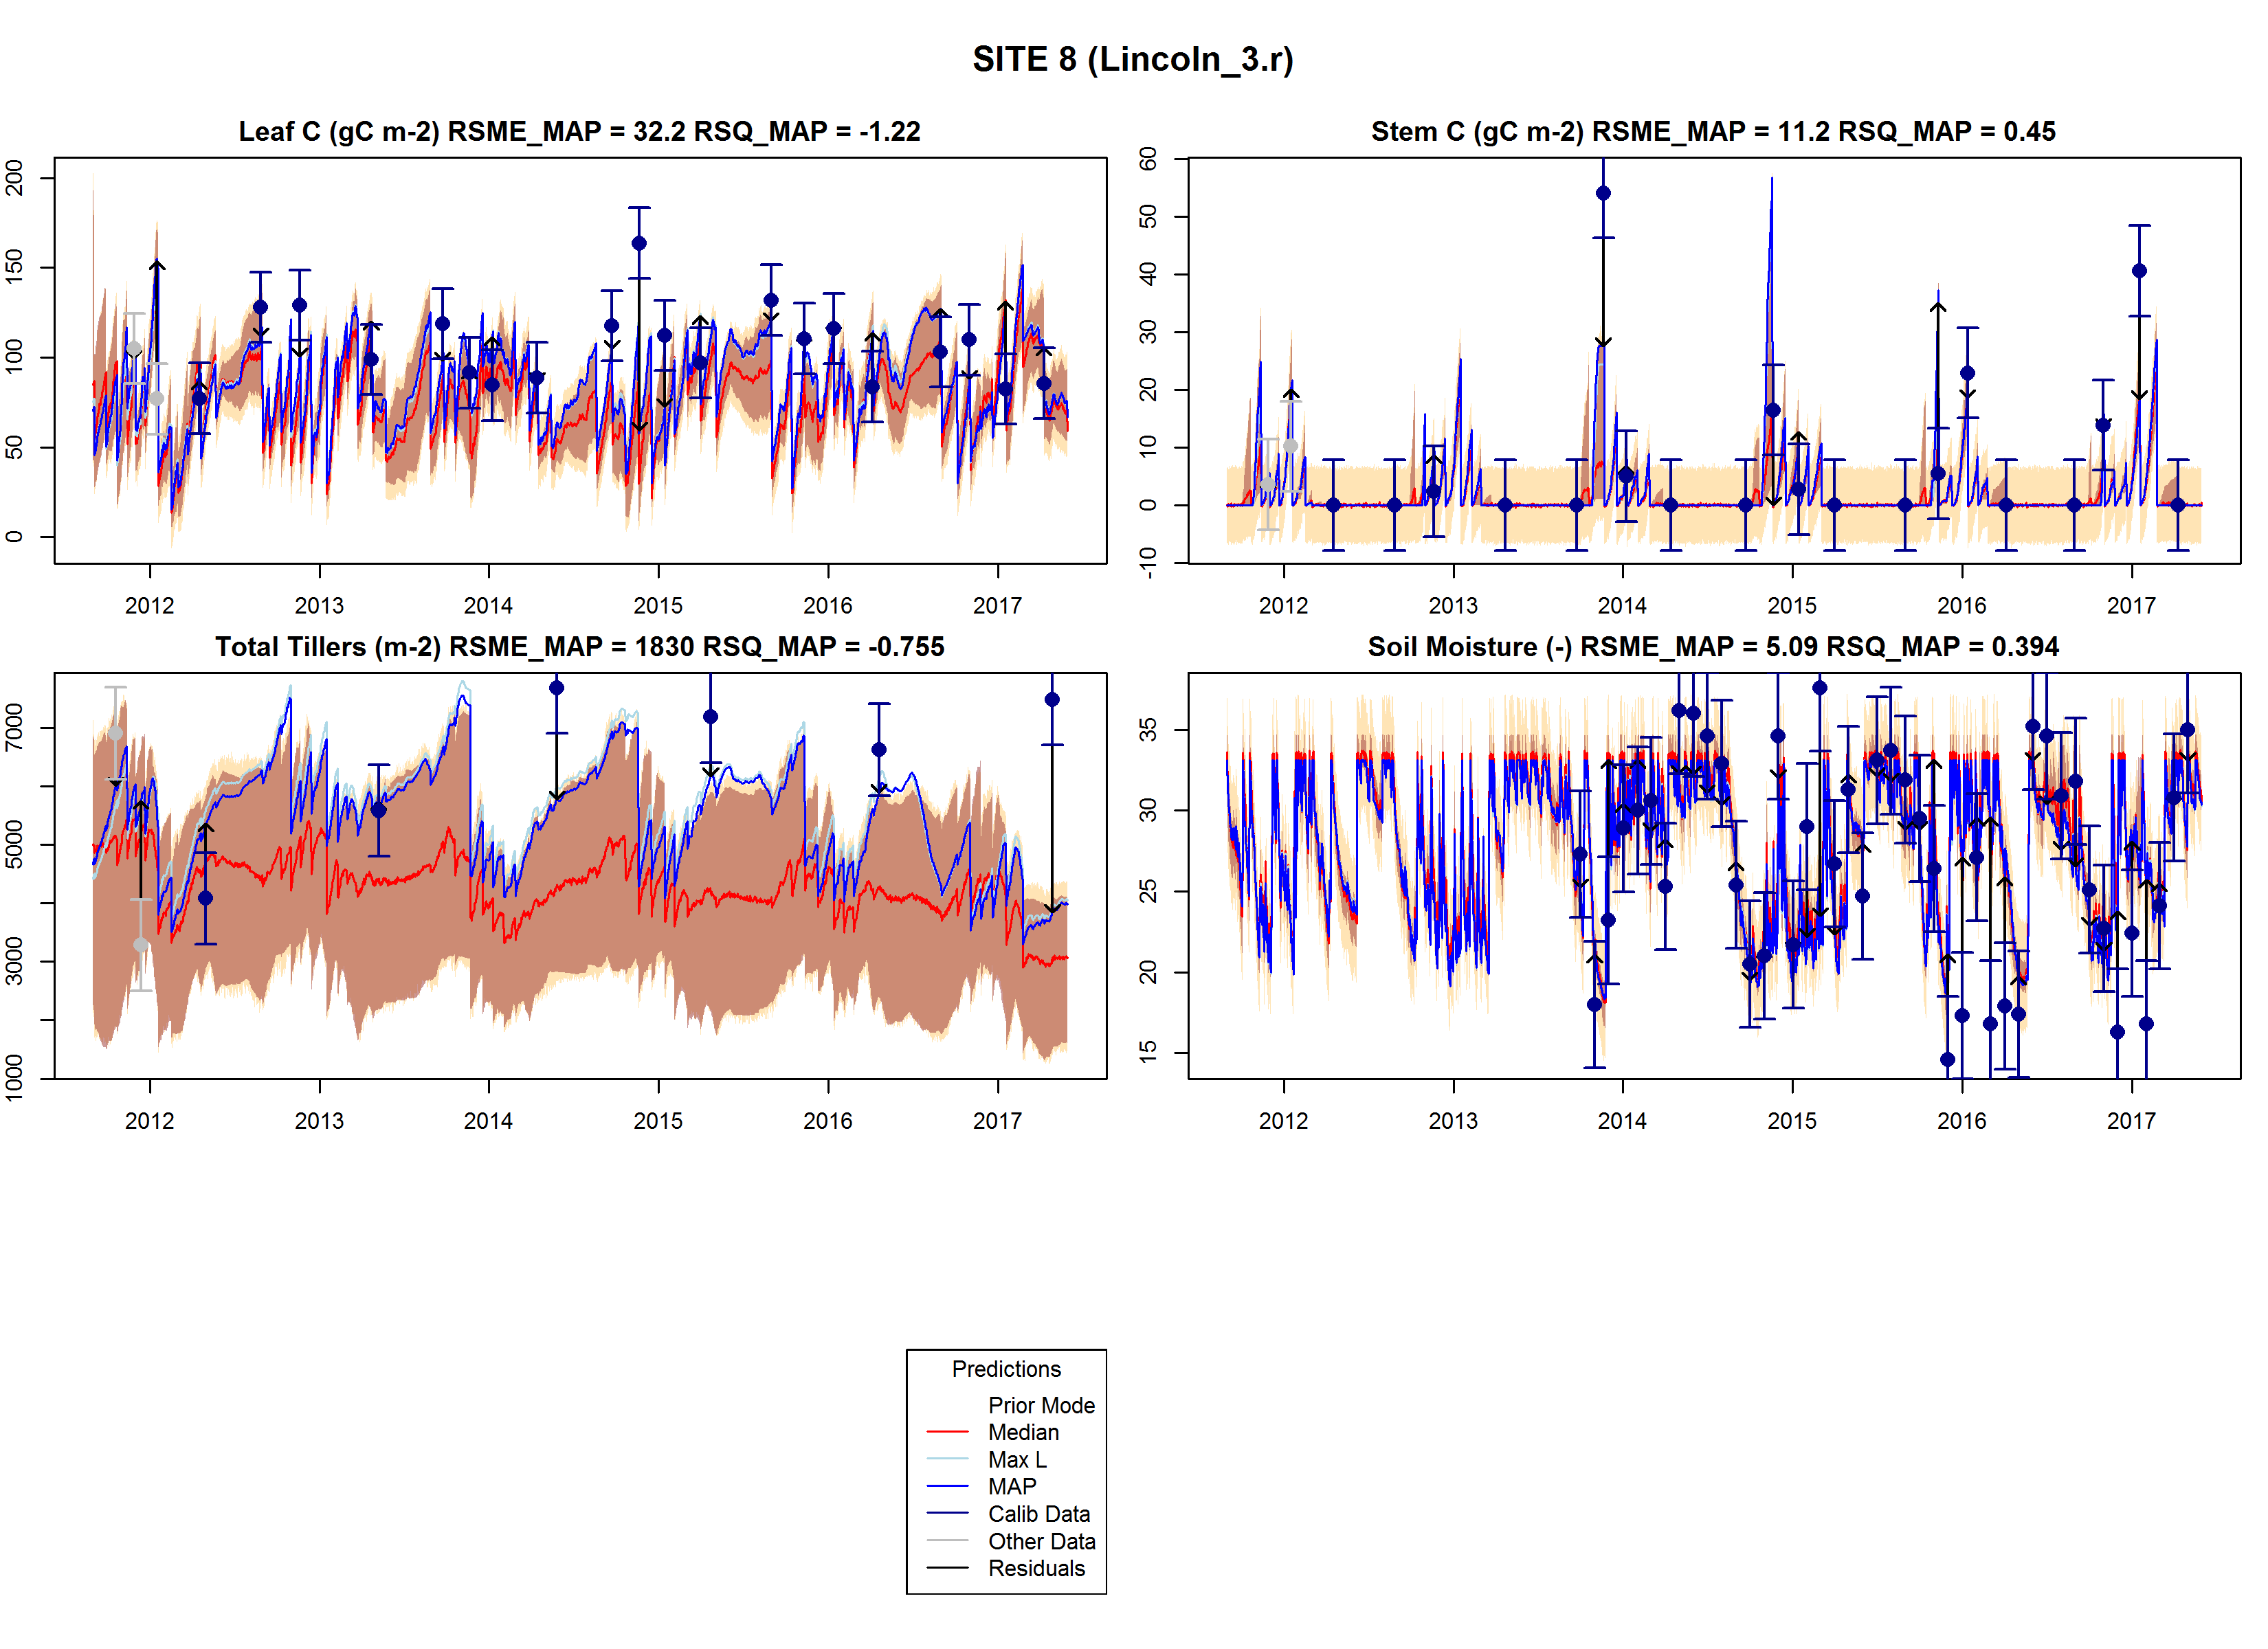 SITE 8 (Lincoln_3.r)
Leaf C (gC m-2) RSME_MAP = 32.2 RSQ_MAP = -1.22
200
150
100
50
0
2012 2013 2014 2015 2016 2017
Stem C (gC m-2) RSME_MAP = 11.2 RSQ_MAP = 0.45
60
50
40
30
20
10
0
-10
2012 2013 2014 2015 2016 2017
Total Tillers (m-2) RSME_MAP = 1830 RSQ_MAP = -0.755
7000
5000
3000
1000
2012 2013 2014 2015 2016 2017
Soil Moisture (-) RSME_MAP = 5.09 RSQ_MAP = 0.394
35
30
25
20
15
2012 2013 2014 2015 2016 2017
Predictions
Prior Mode
Median
Max L
MAP
Calib Data
Other Data
Residuals